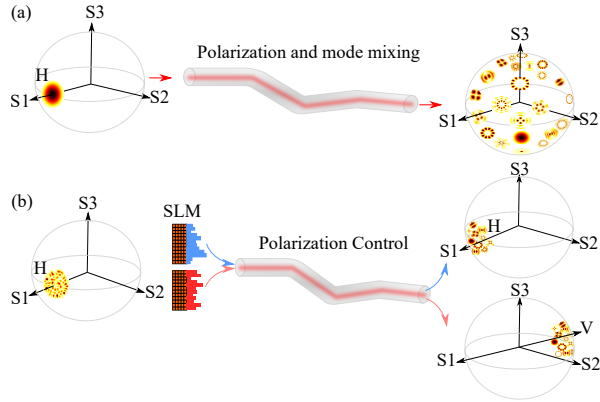 (a)
S3
H
S1
S2
Polarization and mode mixing
S3
S1
S2
(b)
S3
H
S1
S2
SLM
Polarization Control
S3
H
S1
S2
S3
V
S1
S2